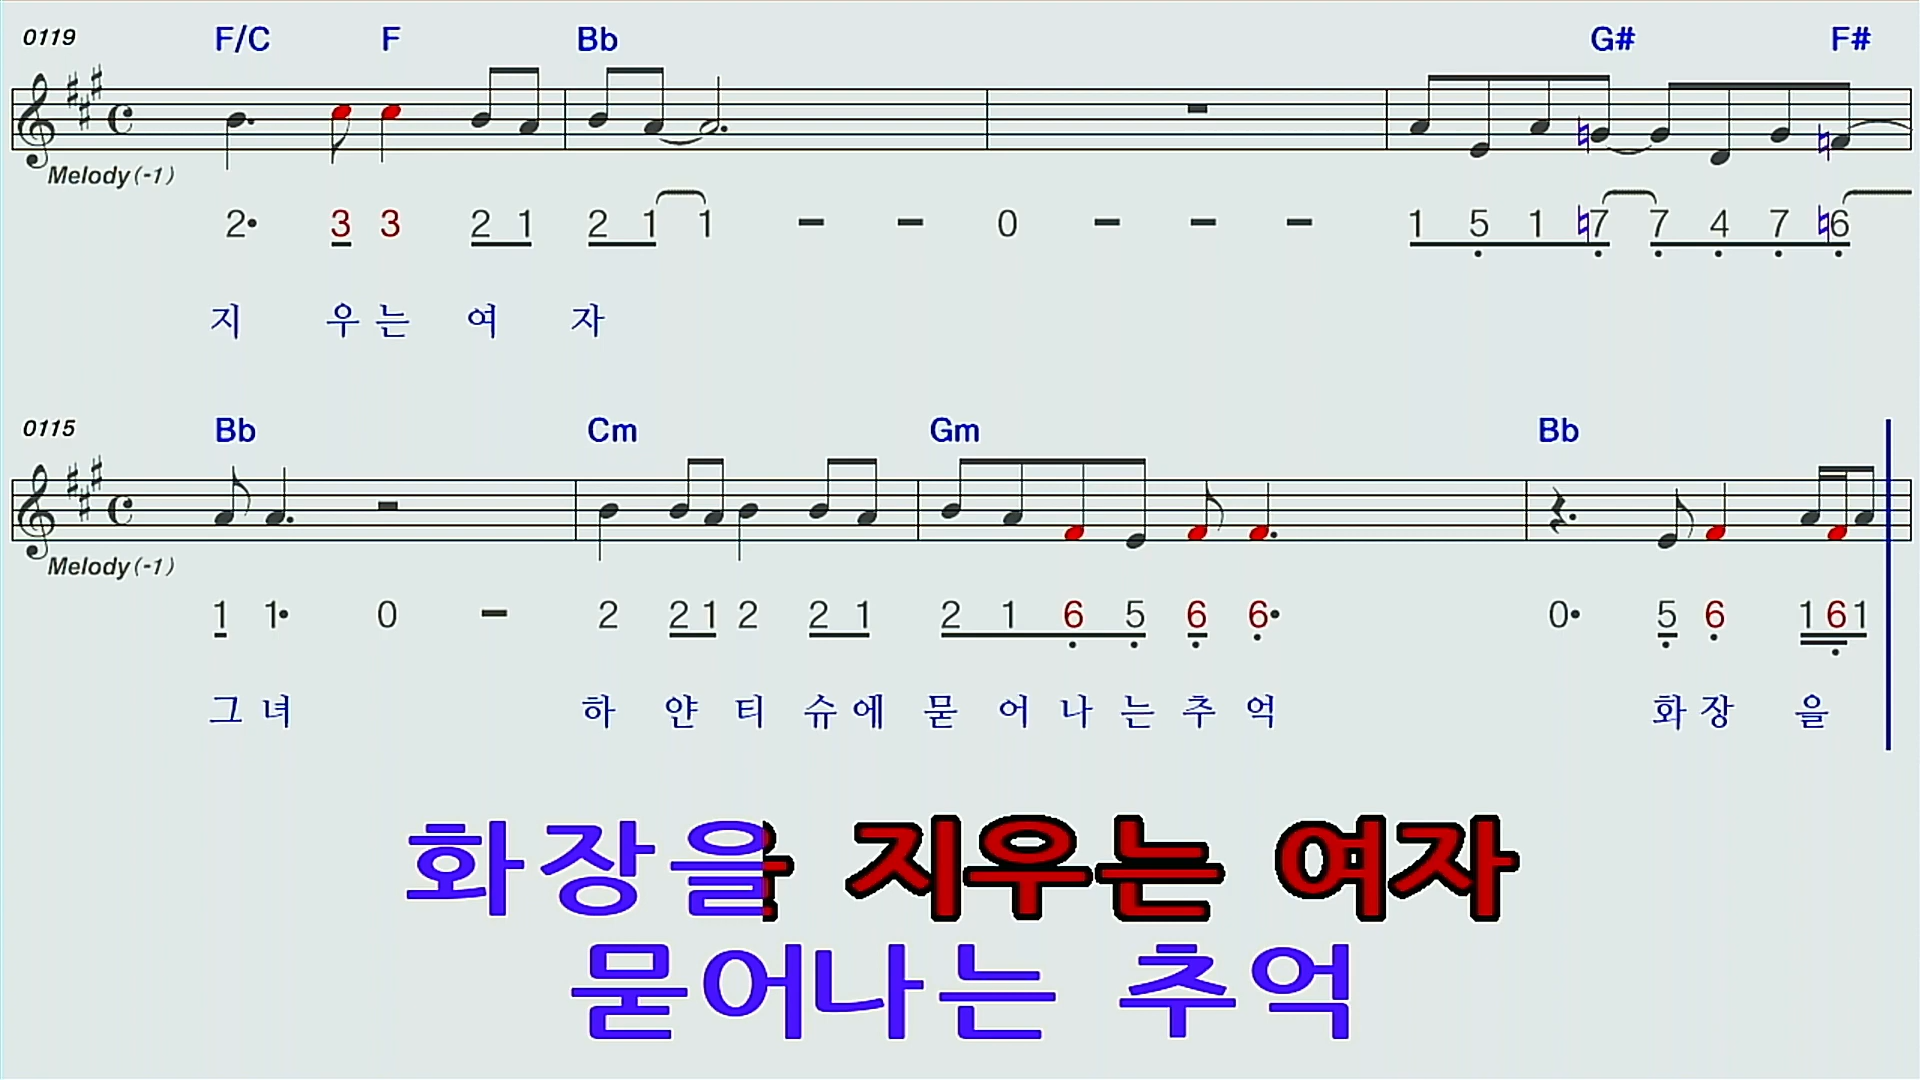 0119 F/C F Bb G# F#
Melody(-1)
2• 3 3 2 1 2 1 1 - - 0 - - - 1 5 1 ♮7 7 4 7 ♮6
지 우 는 여 자
0115 Bb Cm Gm Bb
Melody(-1)
1 1• 0 - 2 2 1 2 2 1 2 1 6 5 6 6• 0• 5 6 1 6 1
그 녀 하 얀 티 슈 에 묻 어 나 는 추 억 화 장 을
화장을 지우는 여자
묻어나는 추억